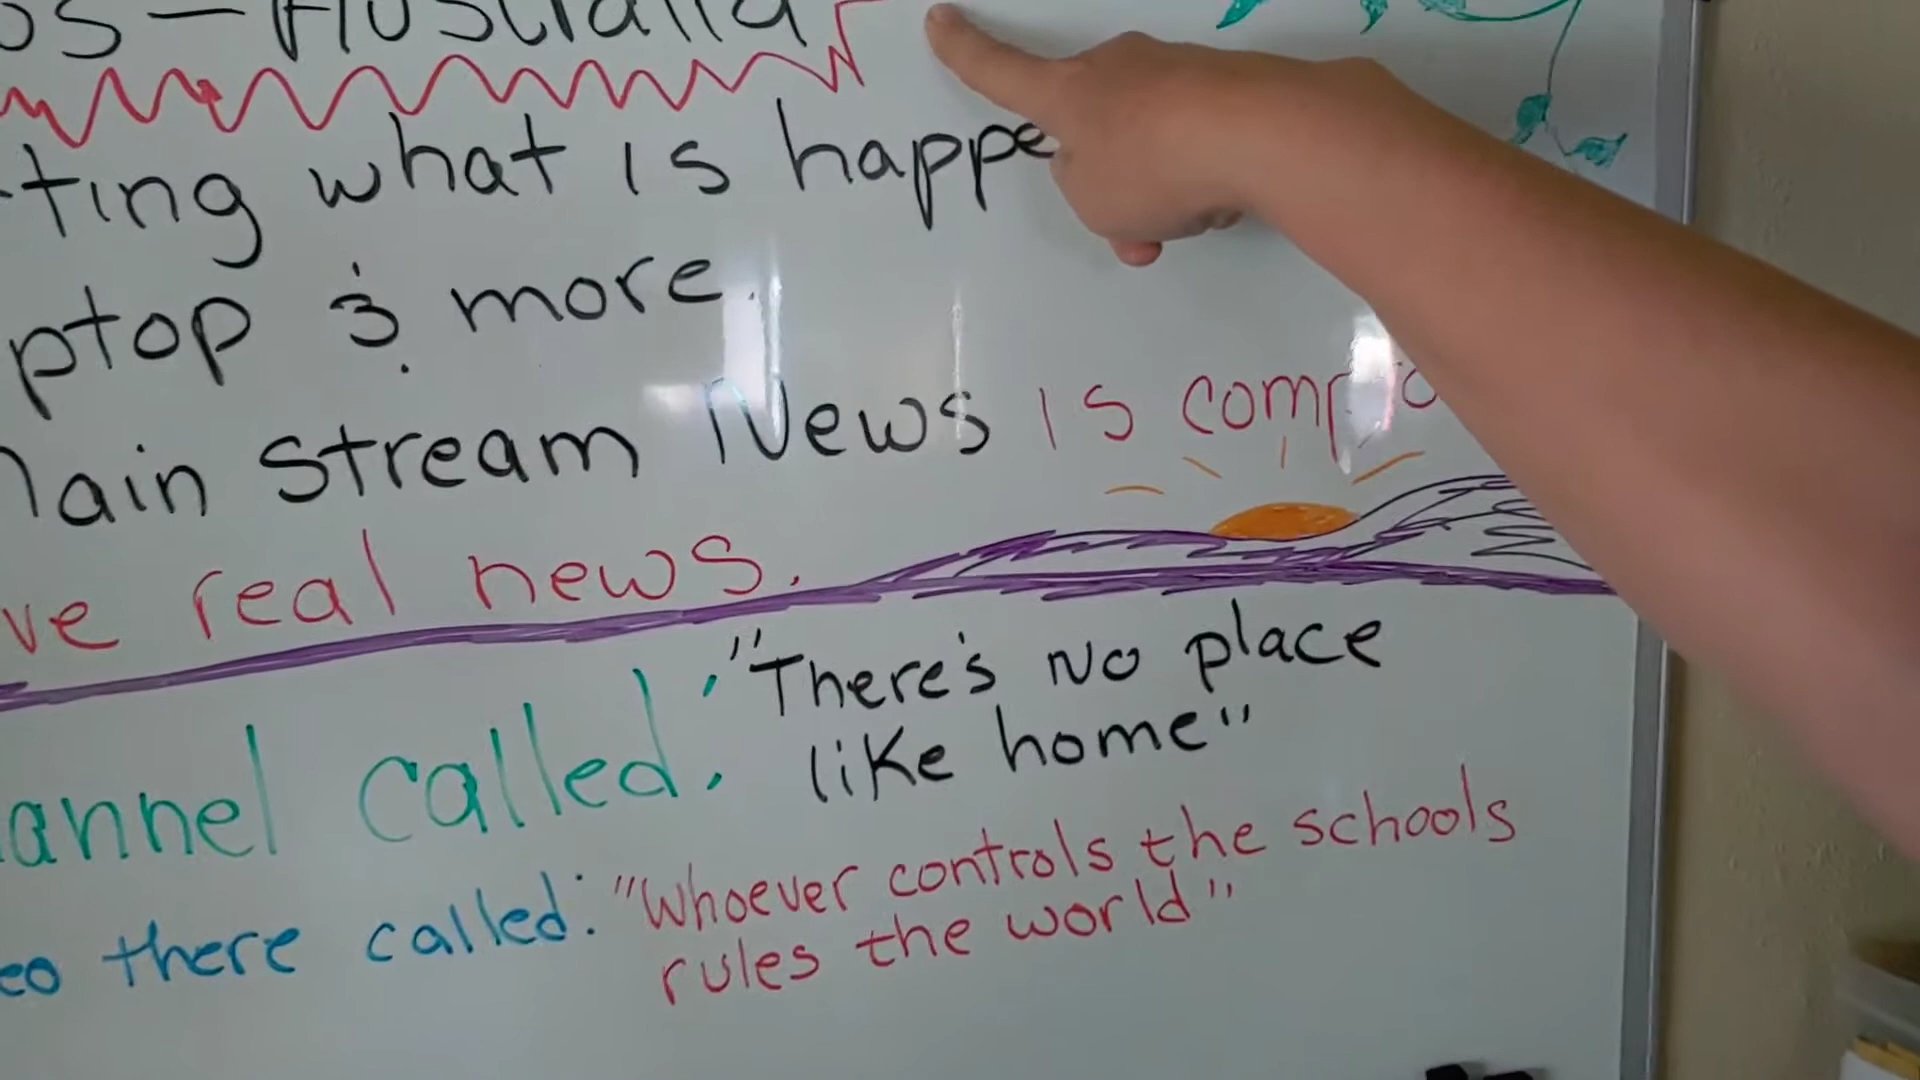 os - Australia
ting what is happe
ptop & more.
ain Stream News is comp
ve real news.
annel called: "There's No place
like home"
eo there called: "Whoever controls the schools
rules the world"